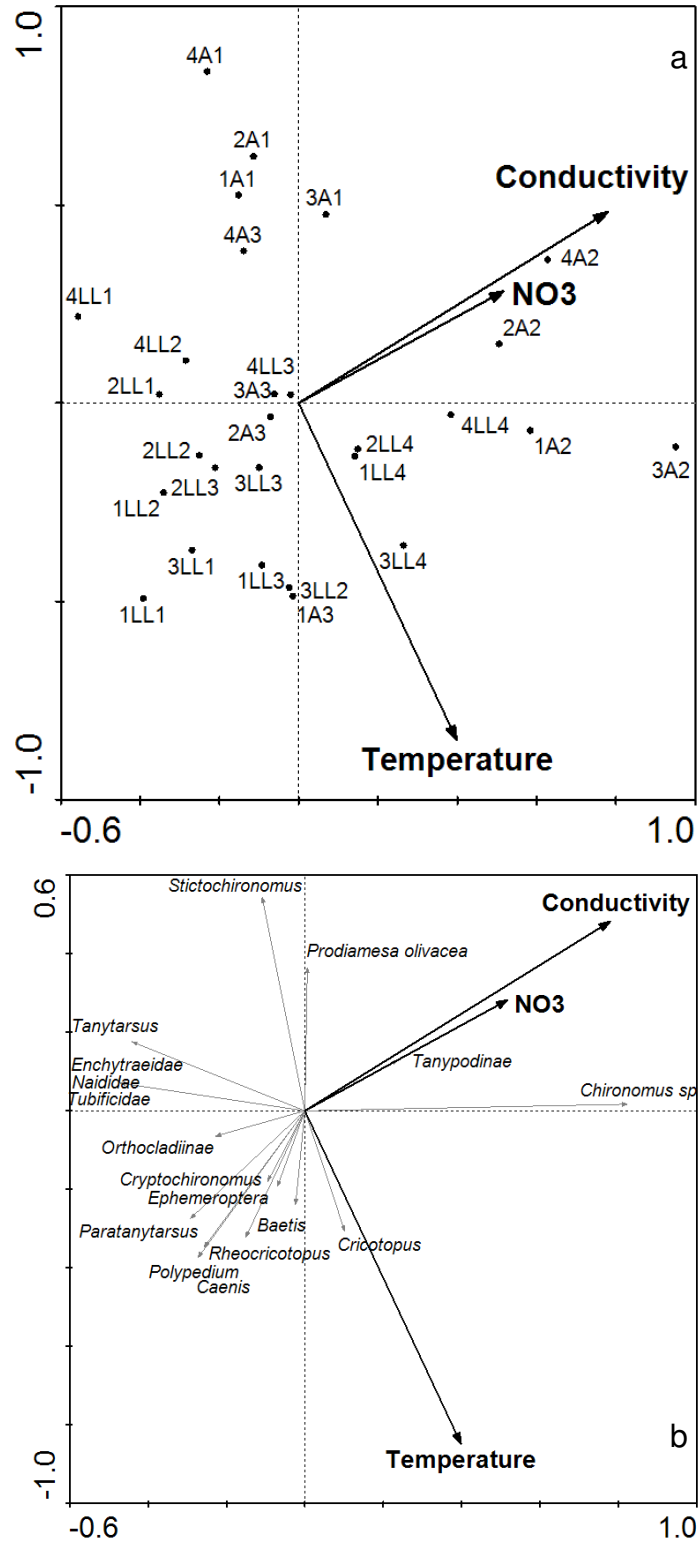 1.0
a
4A1
2A1
1A1
3A1
Conductivity
4A3
4A2
NO3
4LL1
2A2
4LL2
4LL3
2LL1
3A3
2A3
4LL4
2LL2
2LL4
1A2
1LL4
3A2
2LL3
3LL3
1LL2
3LL1
1LL3
3LL2
3LL4
1LL1
1A3
Temperature
-1.0
-0.6
1.0
0.6
Stictochironomus
Conductivity
Prodiamesa olivacea
NO3
Tanytarsus
Tanypodinae
Enchytraeidae
Naididae
Chironomus sp
Tubificidae
Orthocladiinae
Cryptochironomus
Ephemeroptera
Paratanytarsus
Baetis
Cricotopus
Rheocricotopus
Polypedium
Caenis
Temperature
b
-1.0
-0.6
1.0